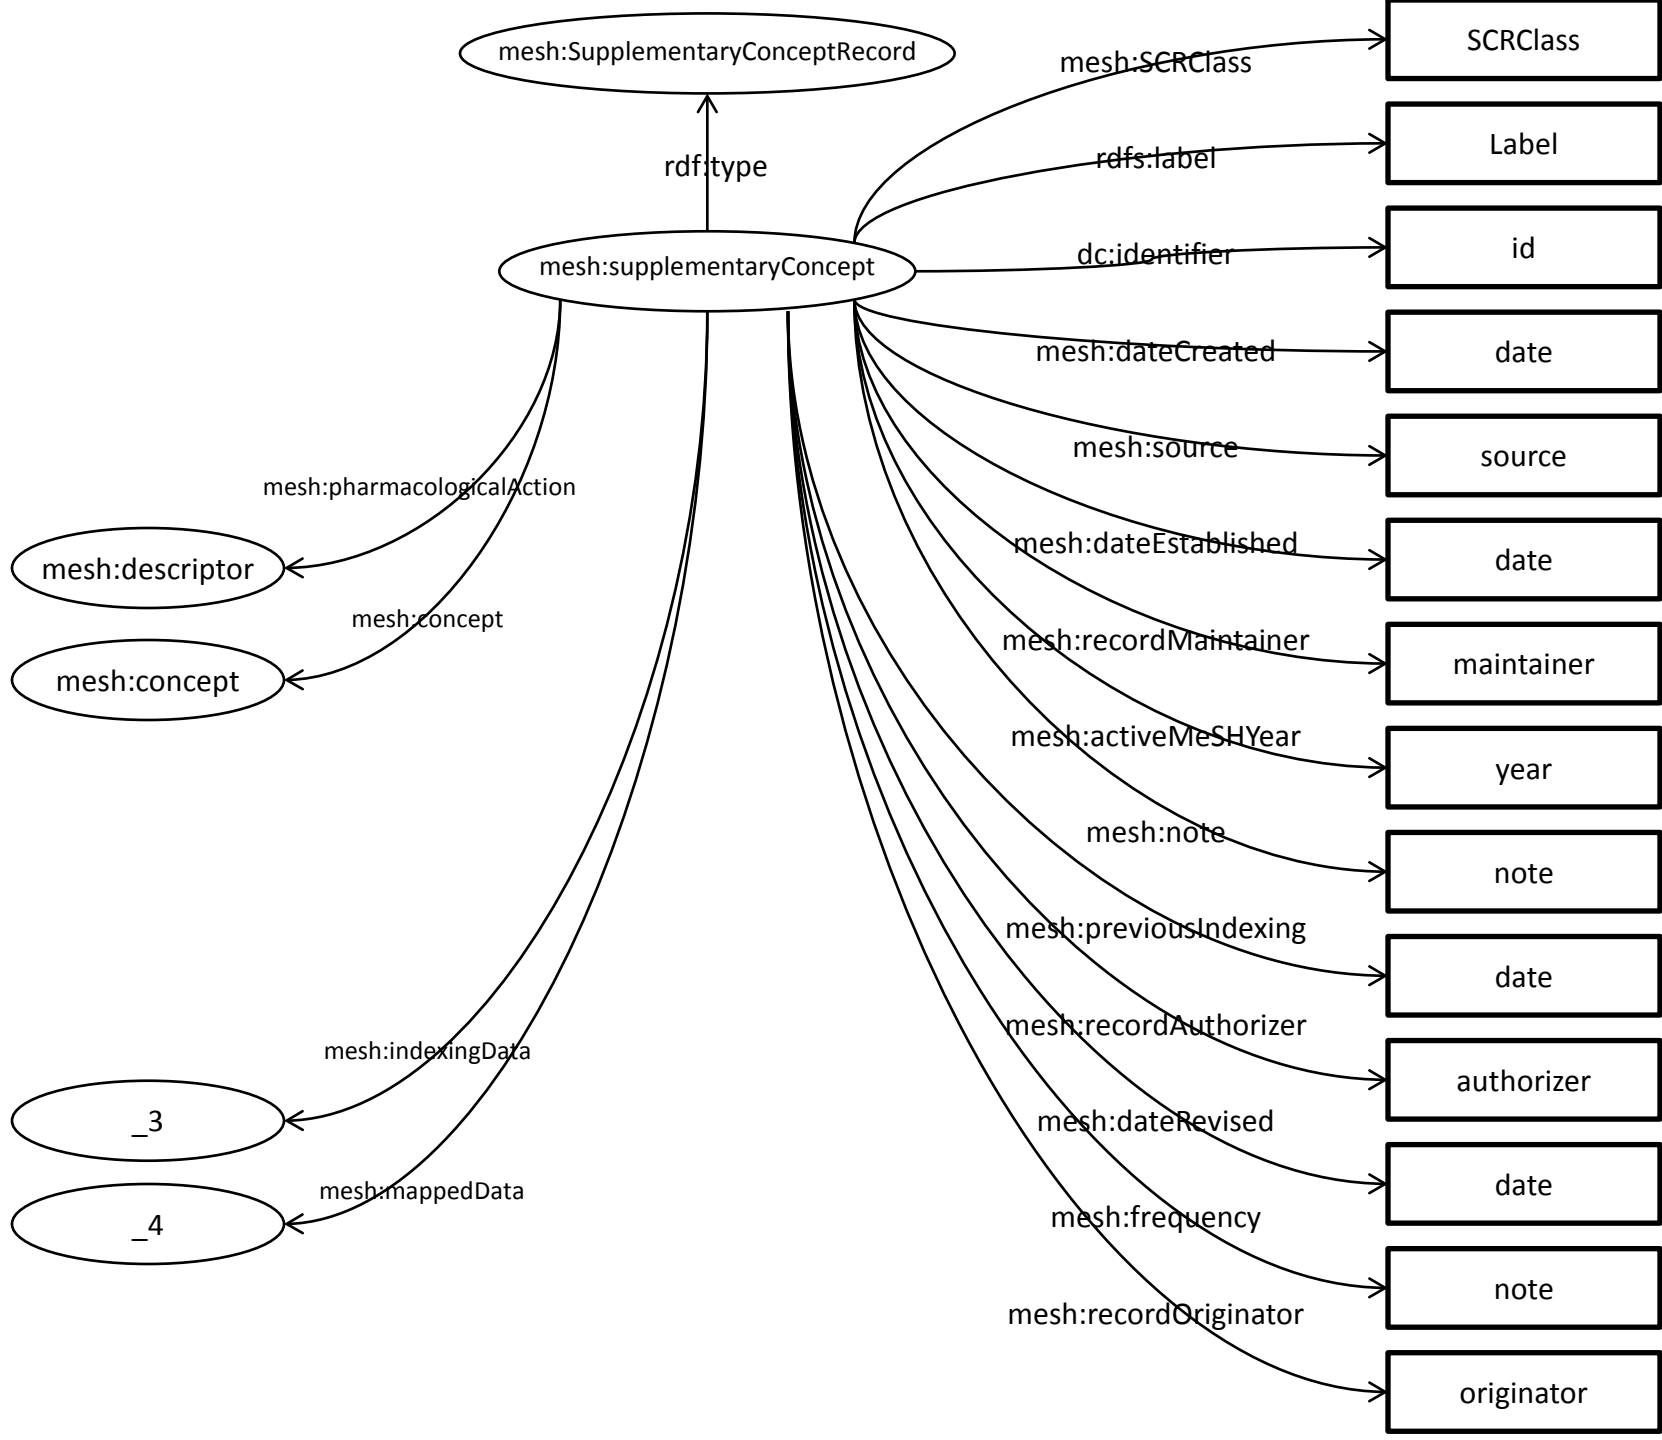 mesh:SupplementaryConceptRecord
rdf:type
mesh:supplementaryConcept
mesh:pharmacologicalAction
mesh:descriptor
mesh:concept
mesh:concept
mesh:indexingData
_3
mesh:mappedData
_4
mesh:SCRClass
SCRClass
rdfs:label
Label
dc:identifier
id
mesh:dateCreated
date
mesh:source
source
mesh:dateEstablished
date
mesh:recordMaintainer
maintainer
mesh:activeMeSHYear
year
mesh:note
note
mesh:previousIndexing
date
mesh:recordAuthorizer
authorizer
mesh:dateRevised
date
mesh:frequency
note
mesh:recordOriginator
originator